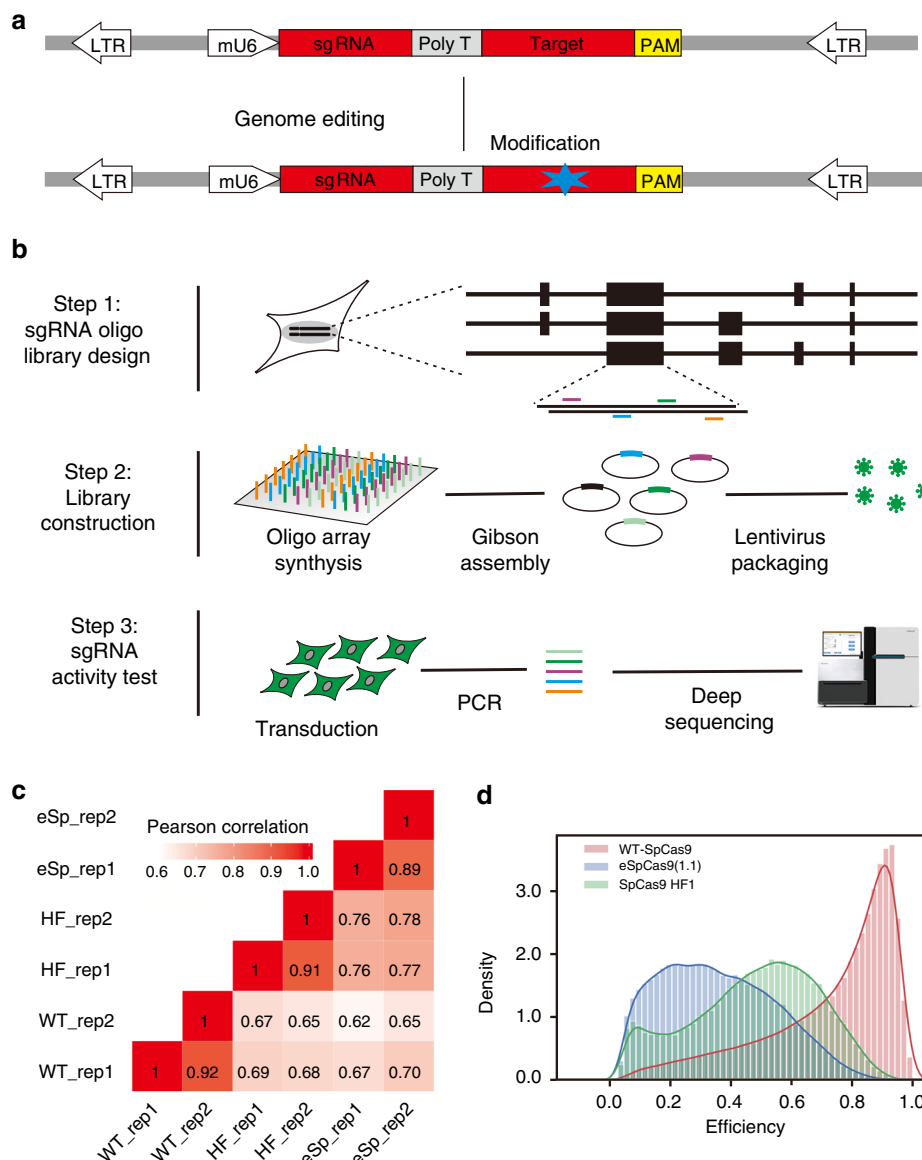 a
LTR mU6 sgRNA Poly T Target PAM LTR
Genome editing
Modification
LTR mU6 sgRNA Poly T PAM LTR
b
Step 1:
sgRNA oligo
library design
Step 2:
Library
construction
Oligo array
synthysis
Gibson
assembly
Lentivirus
packaging
Step 3:
sgRNA
activity test
Transduction
PCR
Deep
sequencing
c
Pearson correlation
0.6 0.7 0.8 0.9 1.0
eSp_rep2 1
eSp_rep1 1 0.89
HF_rep2 1 0.76 0.78
HF_rep1 1 0.91 0.76 0.77
WT_rep2 1 0.67 0.65 0.62 0.65
WT_rep1 1 0.92 0.69 0.68 0.67 0.70
WT_rep1 WT_rep2 HF_rep1 HF_rep2 eSp_rep1 eSp_rep2
d
WT-SpCas9
eSpCas9(1.1)
SpCas9 HF1
Density
3.0
2.0
1.0
0.0
0.0 0.2 0.4 0.6 0.8 1.0
Efficiency